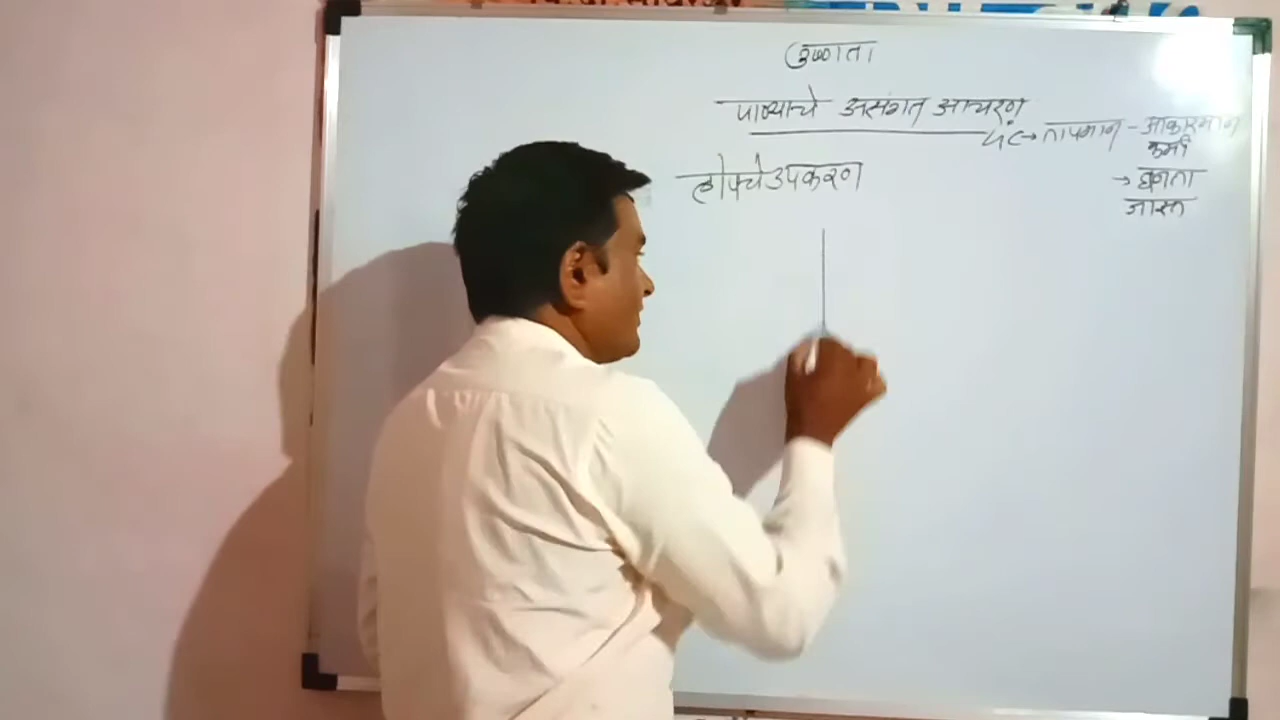 उष्णता
पाण्याचे असंगत आचरण
4°C → तापमान - आकारमान
कमी
→ घनता
जास्त
होपचे उपकरण